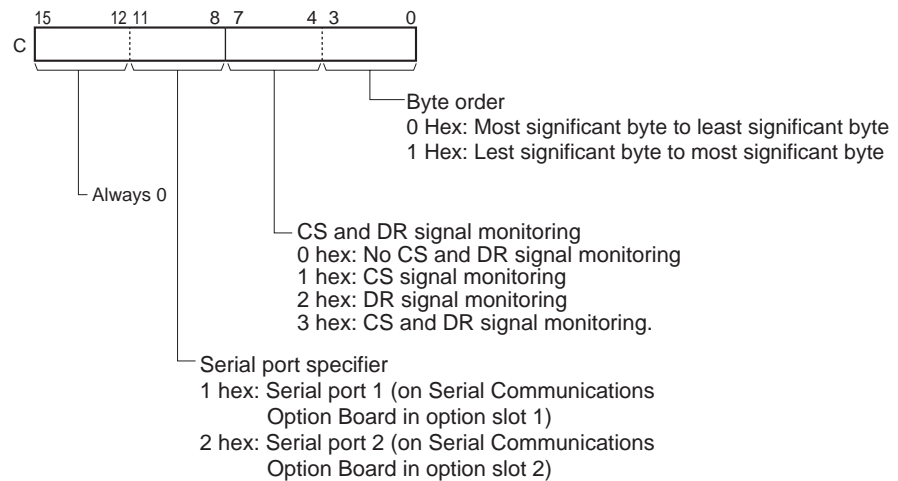 15 12 11 8 7 4 3 0
C
Byte order
0 Hex: Most significant byte to least significant byte
1 Hex: Lest significant byte to most significant byte
Always 0
CS and DR signal monitoring
0 hex: No CS and DR signal monitoring
1 hex: CS signal monitoring
2 hex: DR signal monitoring
3 hex: CS and DR signal monitoring.
Serial port specifier
1 hex: Serial port 1 (on Serial Communications
Option Board in option slot 1)
2 hex: Serial port 2 (on Serial Communications
Option Board in option slot 2)